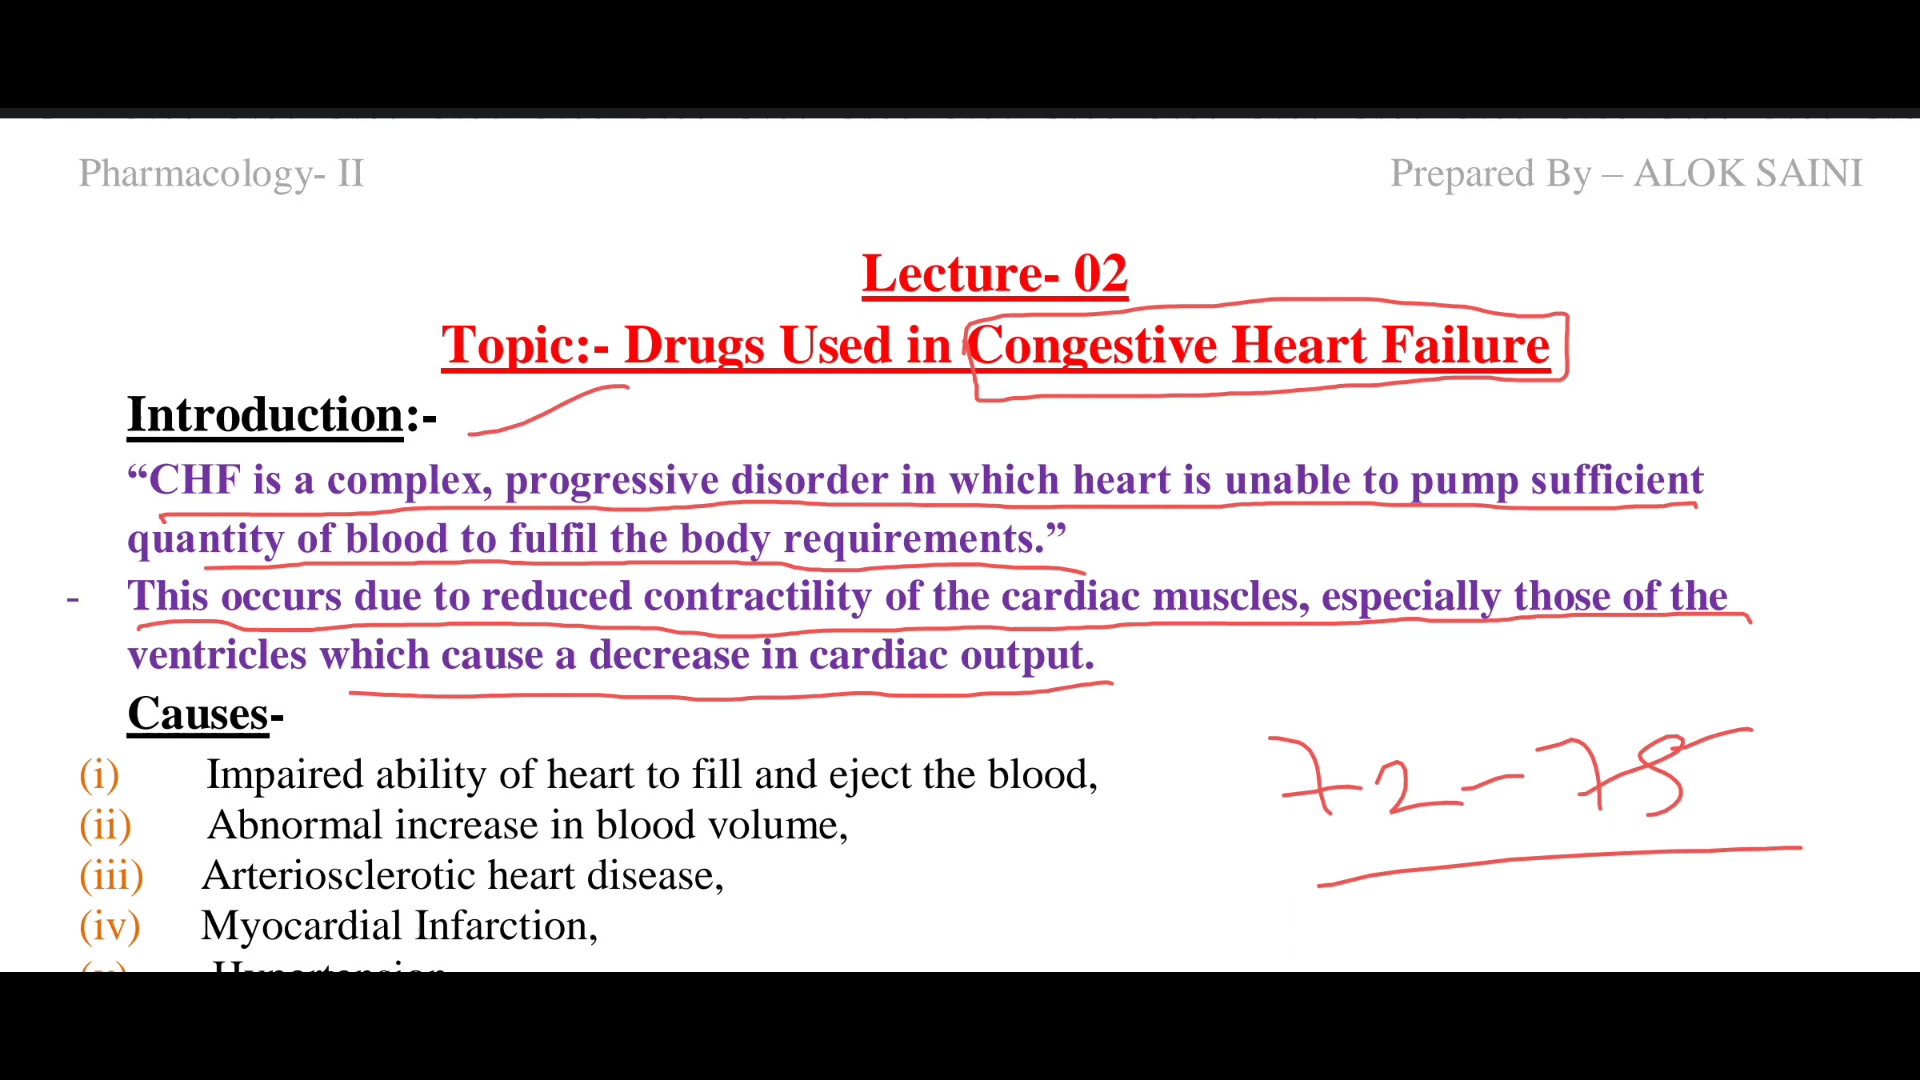 Pharmacology- II
Prepared By – ALOK SAINI
Lecture- 02
Topic:- Drugs Used in Congestive Heart Failure
Introduction:-
“CHF is a complex, progressive disorder in which heart is unable to pump sufficient
quantity of blood to fulfil the body requirements.”
- This occurs due to reduced contractility of the cardiac muscles, especially those of the
ventricles which cause a decrease in cardiac output.
Causes-
(i) Impaired ability of heart to fill and eject the blood,
(ii) Abnormal increase in blood volume,
72-78
(iii) Arteriosclerotic heart disease,
(iv) Myocardial Infarction,
(v) Hypertension